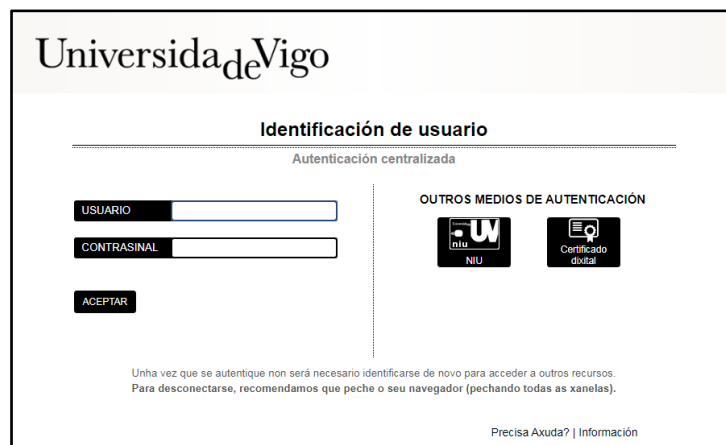 UniversidadeVigo
Identificación de usuario
Autenticación centralizada
USUARIO
CONTRASINAL
ACEPTAR
OUTROS MEDIOS DE AUTENTICACIÓN
niu
NIU
Certificado
dixital
Unha vez que se autentique non será necesario identificarse de novo para acceder a outros recursos.
Para desconectarse, recomendamos que peche o seu navegador (pechando todas as xanelas).
Precisa Axuda? | Información